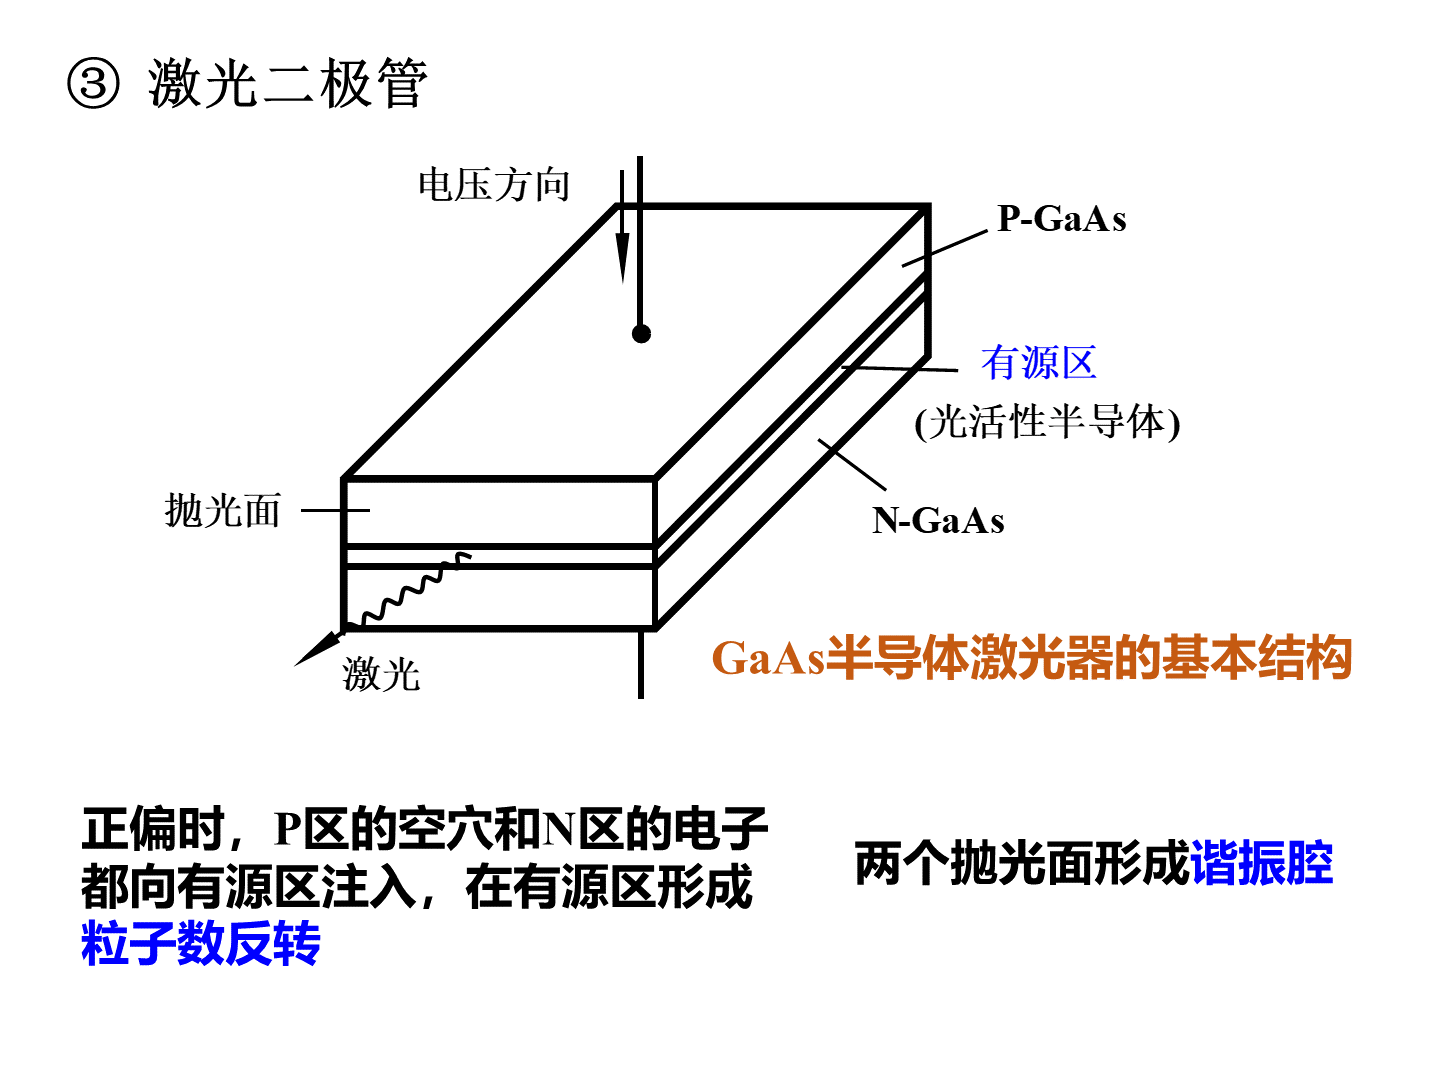 ③ 激光二极管
电压方向
P-GaAs
有源区
(光活性半导体)
抛光面
N-GaAs
GaAs半导体激光器的基本结构
激光
正偏时，P区的空穴和N区的电子
都向有源区注入，在有源区形成
粒子数反转
两个抛光面形成谐振腔